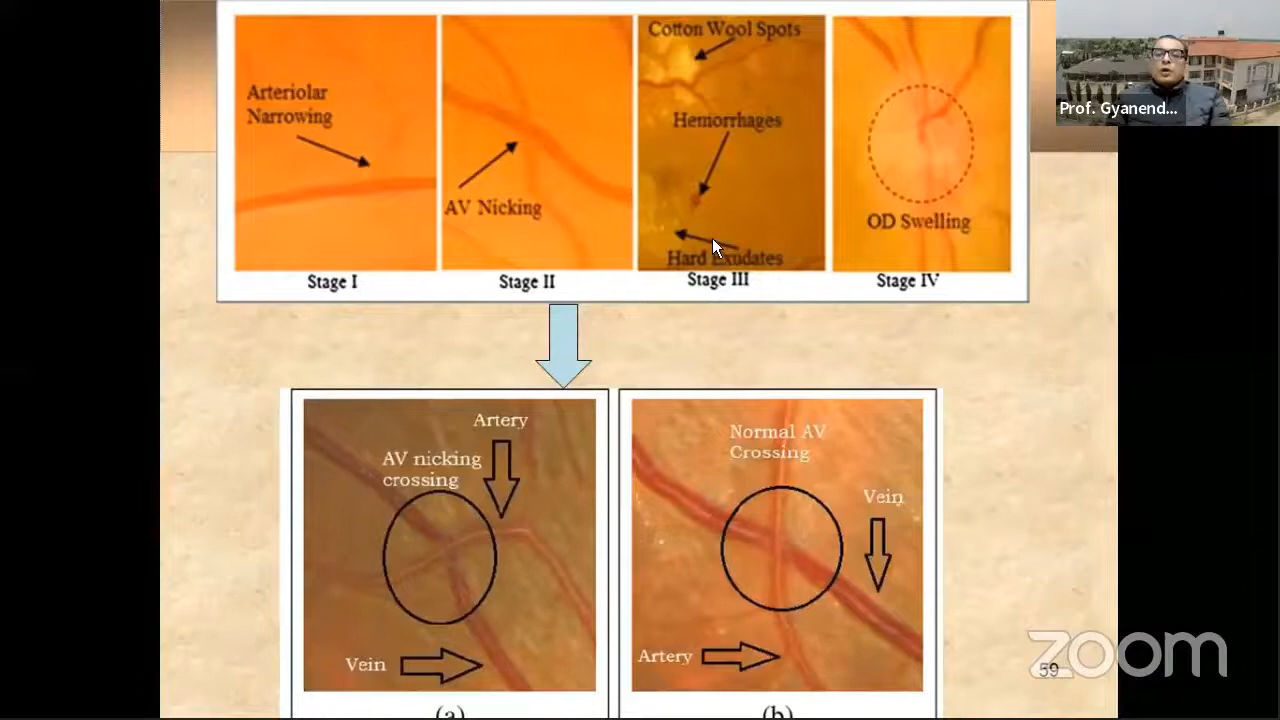 Arteriolar
Narrowing
Stage I
AV Nicking
Stage II
Cotton Wool Spots
Hemorrhages
Hard Exudates
Stage III
OD Swelling
Stage IV
Prof. Gyanend...
Artery
AV nicking
crossing
Vein
(a)
Normal AV
Crossing
Vein
Artery
(b)
zoom
59